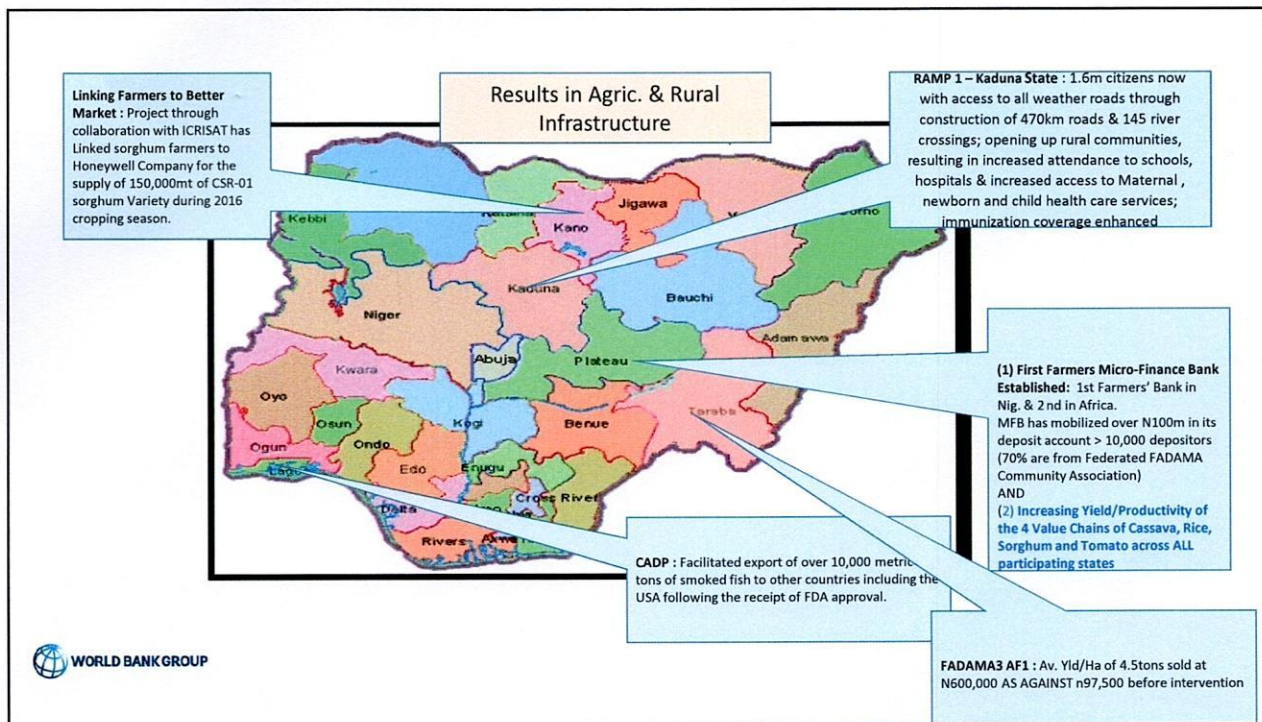 Results in Agric. & Rural
Infrastructure
Linking Farmers to Better
Market : Project through
collaboration with ICRISAT has
Linked sorghum farmers to
Honeywell Company for the
supply of 150,000mt of CSR-01
sorghum Variety during 2016
cropping season.
RAMP 1 – Kaduna State : 1.6m citizens now
with access to all weather roads through
construction of 470km roads & 145 river
crossings; opening up rural communities,
resulting in increased attendance to schools,
hospitals & increased access to Maternal ,
newborn and child health care services;
immunization coverage enhanced
Kebbi
Kano
Jigawa
Kaduna
Bauchi
Niger
Adamawa
Abuja
Plateau
Kwara
Taraba
Oyo
Osun
Kogi
Benue
Ogun
Ondo
Edo
Enugu
Cross River
Delta
Rivers
(1) First Farmers Micro-Finance Bank
Established: 1st Farmers’ Bank in
Nig. & 2nd in Africa.
MFB has mobilized over N100m in its
deposit account > 10,000 depositors
(70% are from Federated FADAMA
Community Association)
AND
(2) Increasing Yield/Productivity of
the 4 Value Chains of Cassava, Rice,
Sorghum and Tomato across ALL
participating states
CADP : Facilitated export of over 10,000 metric
tons of smoked fish to other countries including the
USA following the receipt of FDA approval.
FADAMA3 AF1 : Av. Yld/Ha of 4.5tons sold at
N600,000 AS AGAINST n97,500 before intervention
WORLD BANK GROUP